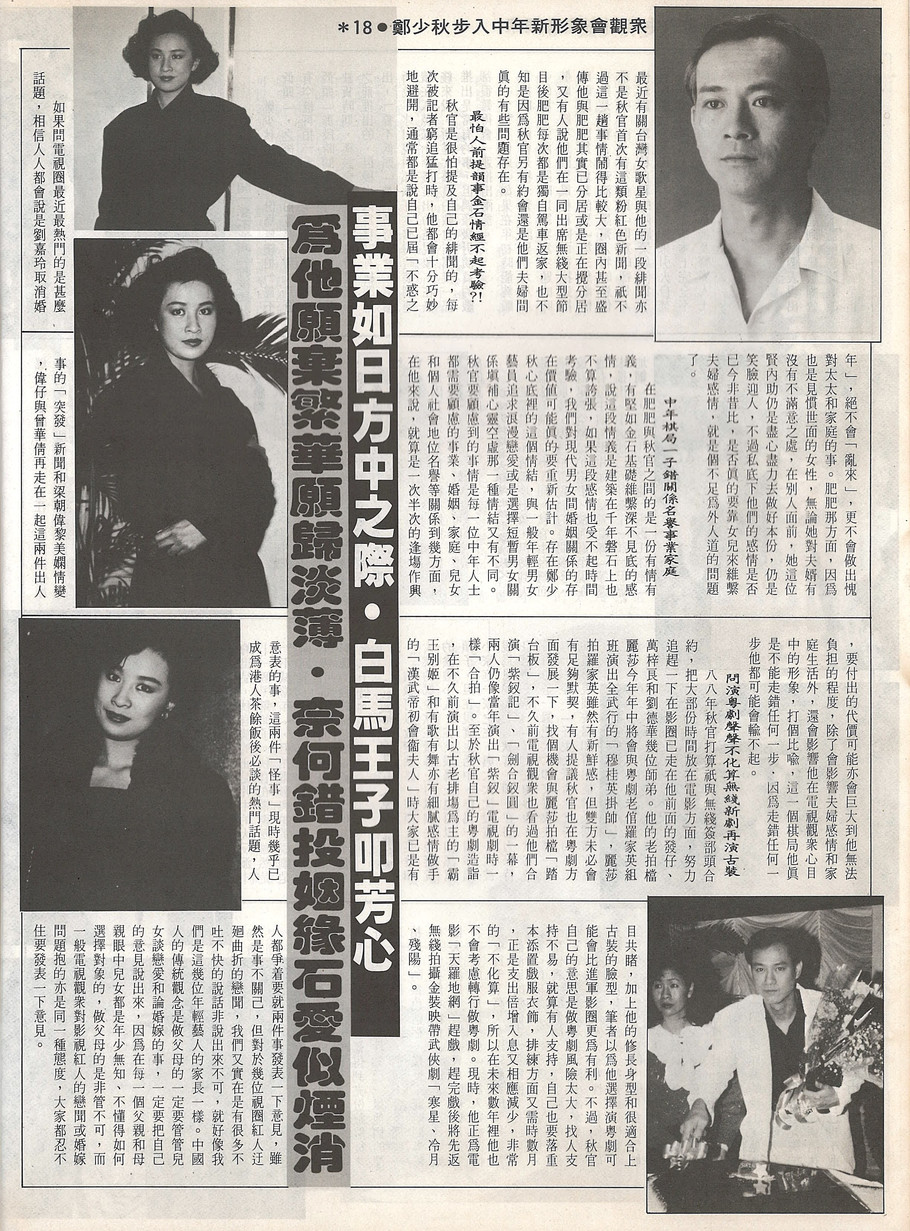 鄭少秋步入中年新形象會觀衆●18＊
最近有關台灣女歌星與他的一段緋聞亦
不是秋官首次有這類粉紅色新聞，祇不
過這一趟事情鬧得比較大，圈內甚至盛
傳他與肥肥其實已分居或是正在攪分居
，又有人說他們在一同出席無綫大型節
目後肥肥每次都是獨自駕車返家，也不
知是因爲秋官另有約會還是他們夫婦間
眞的有些問題存在。
最怕人前提韻事金石情經不起考驗?!
秋官是很怕提及自己的緋聞的，每
次被記者窮追猛打時，他都會十分巧妙
地避開，通常都是說自己已屆「不惑之
年」，絕不會「亂來」，更不會做出愧
對太太和家庭的事。肥肥那方面，因爲
也是見慣世面的女性，無論她對夫婿有
沒有不滿意之處，在別人面前，她這位
賢內助仍是盡心盡力去做好本份，仍是
笑臉迎人，不過私底下他們的感情是否
已今非昔比，是否眞的要靠女兒來維繫
夫婦感情，就是個不足爲外人道的問題
了。
中年棋局一子錯關係名譽事業家庭
在肥肥與秋官之間的是一份有情有
義，有堅如金石基礎維繫深不見底的感
情，說這段情義是建築在千年磐石上也
不算誇張，如果這段感情也受不起時間
考驗，我們對現代男女間婚姻關係的存
在價值可能眞的要重新估計。存在鄭少
秋心底裡的這個情結，與一般年輕男女
藝員追求浪漫戀愛或是選擇短暫男女關
係塡補心靈空虛那一種情結又有不同。
秋官要顧慮到的事情是每一位中年人士
都需要顧慮的事業、婚姻、家庭、兒女
和個人社會地位名譽等關係到幾方面，
在他來說，就算是一次半次的逢場作興
，要付出的代價可能亦會巨大到他無法
負担的程度，除了會影響夫婦感情和家
庭生活外，還會影響他在電視觀衆心目
中的形象，打個比喻，這一個棋局他眞
是不能走錯任何一步，因爲走錯任何一
步他都可能會輸不起。
開演粤劇聲聲不化算無綫新劇再演古裝
八八年秋官打算祇與無綫簽部頭合
約，把大部份時間放在電影方面，努力
追趕一下在影圈已走在他前面的發仔、
萬梓良和劉德華幾位師弟。他的老拍檔
麗莎今年年中將會與粤劇老倌羅家英組
班演出全武行的「穆桂英掛帥」，麗莎
拍羅家英雖然有新鮮感，但雙方未必會
有足夠默契，有人提議秋官也在粤劇方
面發展一下，找個機會與麗莎拍檔「踏
台板」，不久前電視觀衆也看過他們合
演「紫釵記」、「劍合釵圓」的一幕，
兩人仍像當年演出「紫釵」電視劇時一
樣「合拍」。至於秋官自己的粤劇造詣
，在不久前演出以古老排場爲主的「霸
王別姬」和有歌有舞亦有細膩感情做手
的「漢武帝初會衞夫人」時大家已是有
目共睹，加上他的修長身型和很適合上
古裝的臉型，筆者以爲他選擇演粤劇可
能會比進軍影圈更爲有利。不過，秋官
自己的意思是做粤劇風險太大，找人支
持不易，就算有人支持，自己也要落重
本添置戲服衣飾，排練方面又需時數月
，正是支出倍增入息又相應減少，非常
的「不化算」，所以在未來數年裡他也
不會考慮轉行做粤劇。現時，他正爲電
影「天羅地網」趕戲，趕完戲後將先返
無綫拍攝金裝映帶武俠劇「寒星、冷月
、殘陽」。
事業如日方中之際．白馬王子叩芳心
爲他願棄繁華願歸淡薄．奈何錯投姻緣石愛似煙消
如果問電視圈最近最熱門的是甚麼
話題，相信人人都會說是劉嘉玲取消婚
事的「突發」新聞和梁朝偉黎美嫻情變
，偉仔與曾華倩再走在一起這兩件出人
意表的事，這兩件「怪事」現時幾乎已
成爲港人茶餘飯後必談的熱門話題，人
人都爭着要就兩件事發表一下意見，雖
然是事不關己，但對於幾位視圈紅人迂
廻曲折的戀聞，我們又實在是有很多不
吐不快的說話非說出來不可，就好像我
們是這幾位年輕藝人的家長一樣。中國
人的傳統觀念是做父母的一定要管管兒
女談戀愛和論婚嫁的事，一定要把自己
的意見說出來，因爲在每一個父親和母
親眼中兒女都是年少無知、不懂得如何
選擇對象的，做父母的是非管不可，而
一般電視觀衆對影視紅人的戀聞或婚嫁
問題抱的亦是同一種態度，大家都忍不
住要發表一下意見。